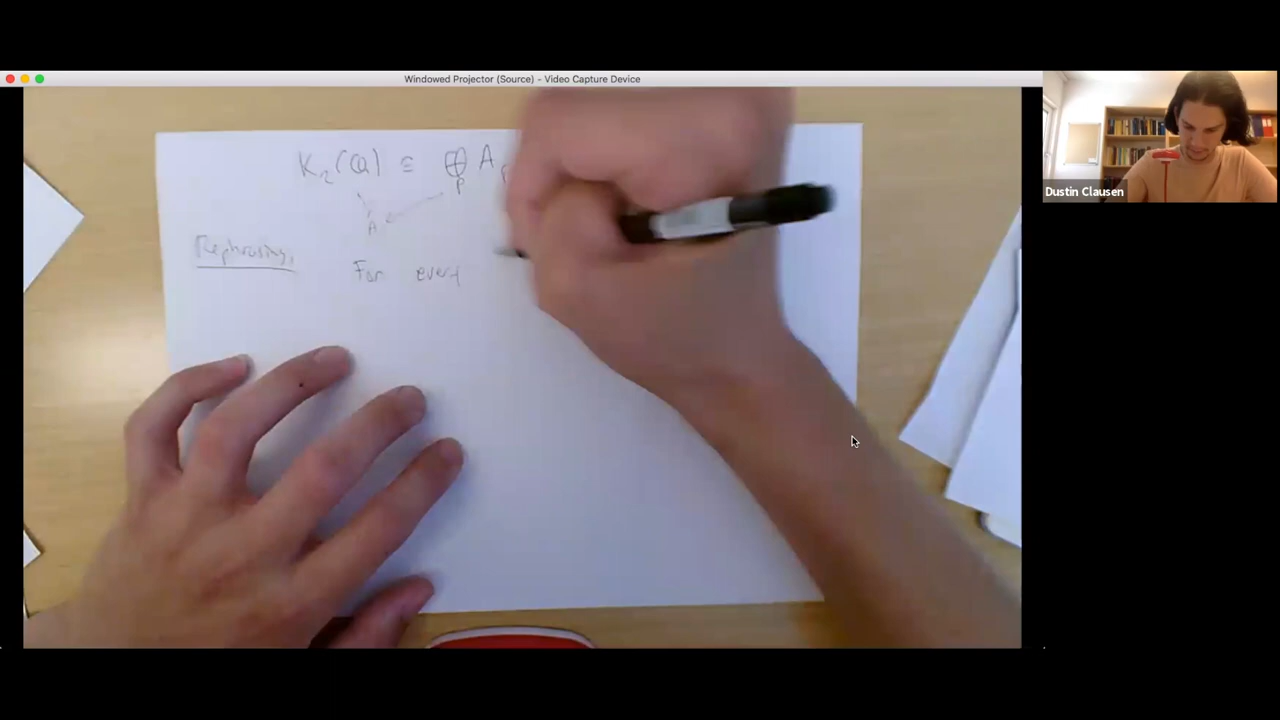 Windowed Projector (Source) - Video Capture Device
Dustin Clausen
K₂(Q) ≅ ⊕ A
p
A
Rephrasing:
For every